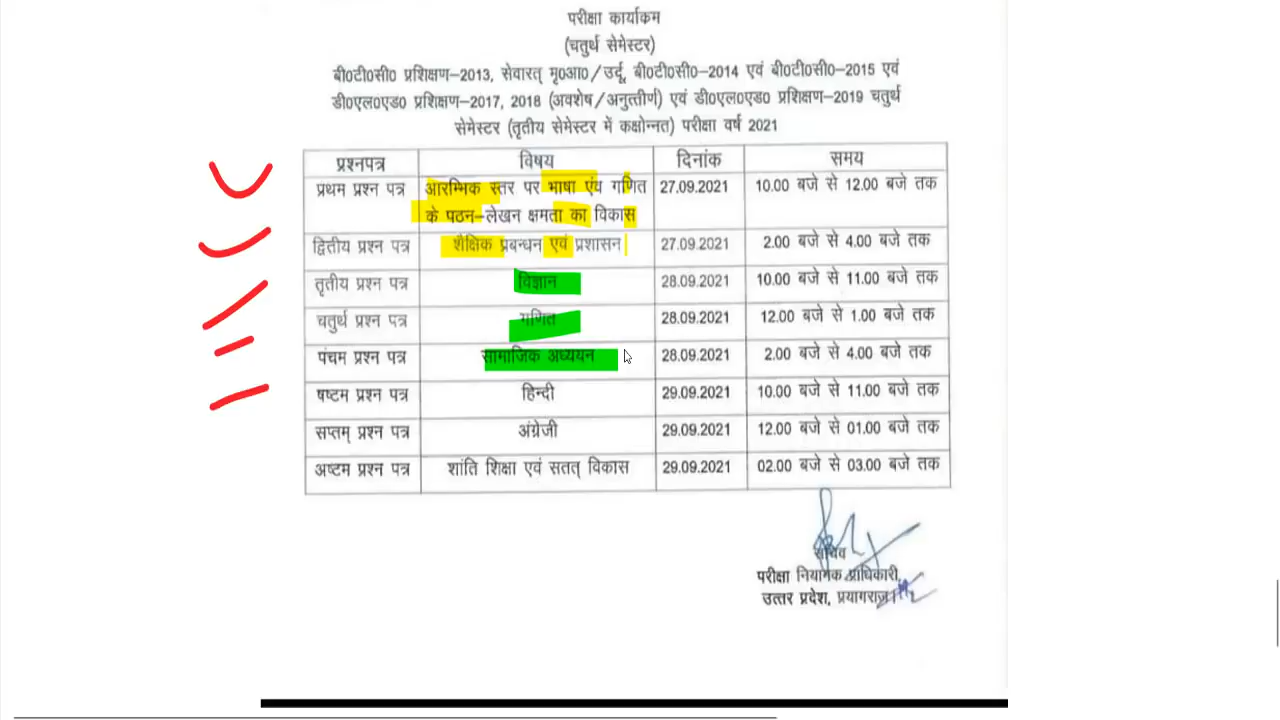 परीक्षा कार्यक्रम
(चतुर्थ सेमेस्टर)
बी0टी0सी0 प्रशिक्षण–2013, सेवारत् मृ0आ0/उर्दू, बी0टी0सी0–2014 एवं बी0टी0सी0–2015 एवं
डी0एल0एड0 प्रशिक्षण–2017, 2018 (अवशेष/अनुत्तीर्ण) एवं डी0एल0एड0 प्रशिक्षण–2019 चतुर्थ
सेमेस्टर (तृतीय सेमेस्टर में कक्षोन्नत) परीक्षा वर्ष 2021
प्रश्नपत्र विषय दिनांक समय
प्रथम प्रश्न पत्र आरम्भिक स्तर पर भाषा एंव गणित 27.09.2021 10.00 बजे से 12.00 बजे तक
के पठन–लेखन क्षमता का विकास
द्वितीय प्रश्न पत्र शैक्षिक प्रबन्धन एवं प्रशासन 27.09.2021 2.00 बजे से 4.00 बजे तक
तृतीय प्रश्न पत्र विज्ञान 28.09.2021 10.00 बजे से 11.00 बजे तक
चतुर्थ प्रश्न पत्र गणित 28.09.2021 12.00 बजे से 1.00 बजे तक
पंचम प्रश्न पत्र सामाजिक अध्ययन 28.09.2021 2.00 बजे से 4.00 बजे तक
षष्टम प्रश्न पत्र हिन्दी 29.09.2021 10.00 बजे से 11.00 बजे तक
सप्तम् प्रश्न पत्र अंग्रेजी 29.09.2021 12.00 बजे से 01.00 बजे तक
अष्टम प्रश्न पत्र शांति शिक्षा एवं सतत् विकास 29.09.2021 02.00 बजे से 03.00 बजे तक
सचिव
परीक्षा नियामक प्राधिकारी,
उत्तर प्रदेश, प्रयागराज।